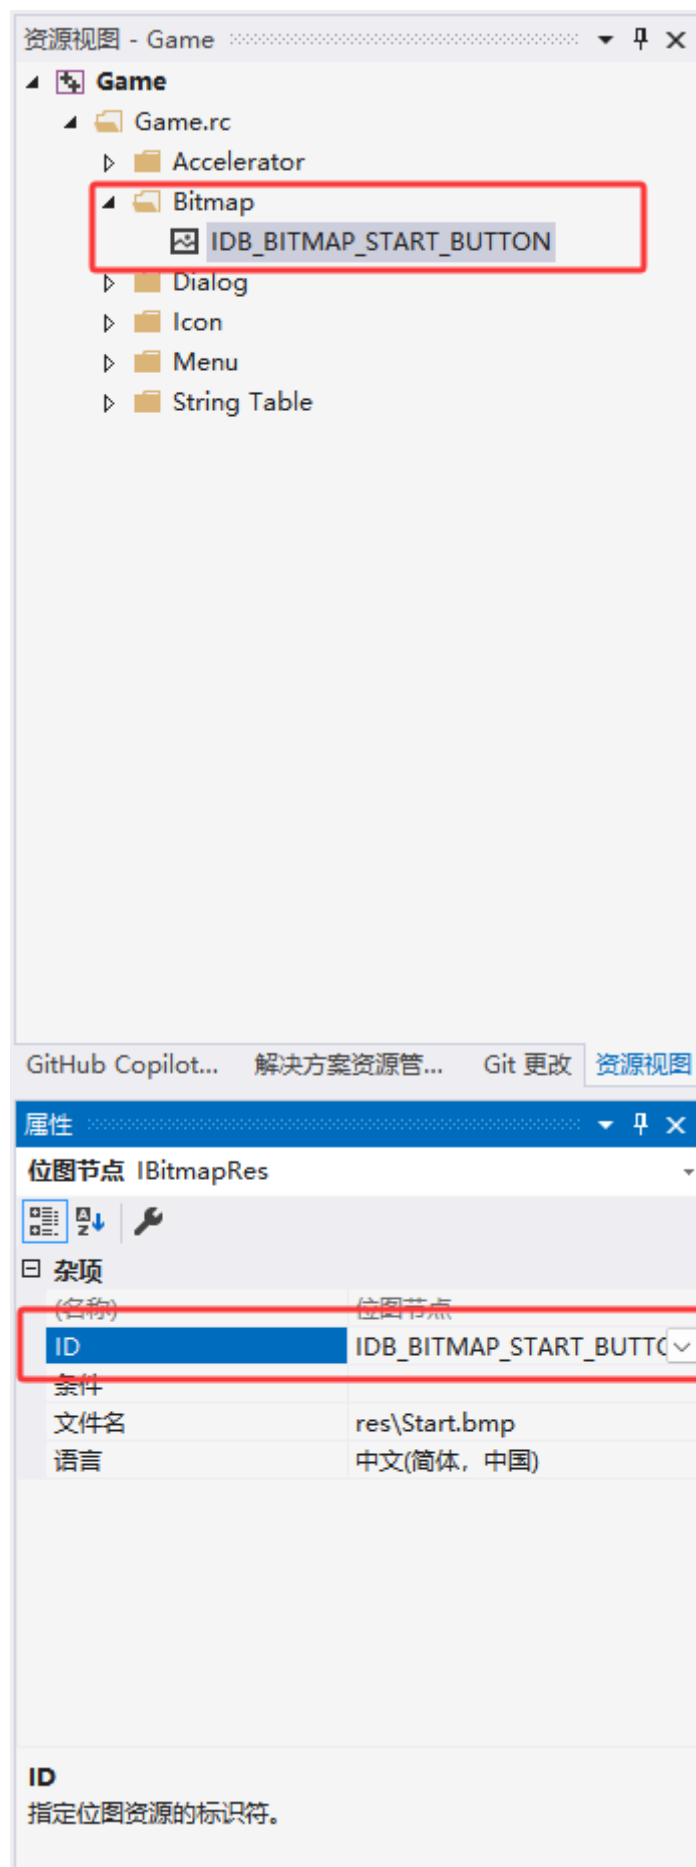 资源视图 - Game
Game
Game.rc
Accelerator
Bitmap
IDB_BITMAP_START_BUTTON
Dialog
Icon
Menu
String Table
GitHub Copilot... 解决方案资源管... Git 更改 资源视图
属性
位图节点 IBitmapRes
杂项
(名称) 位图节点
ID IDB_BITMAP_START_BUTTO
条件
文件名 res\Start.bmp
语言 中文(简体，中国)
ID
指定位图资源的标识符。